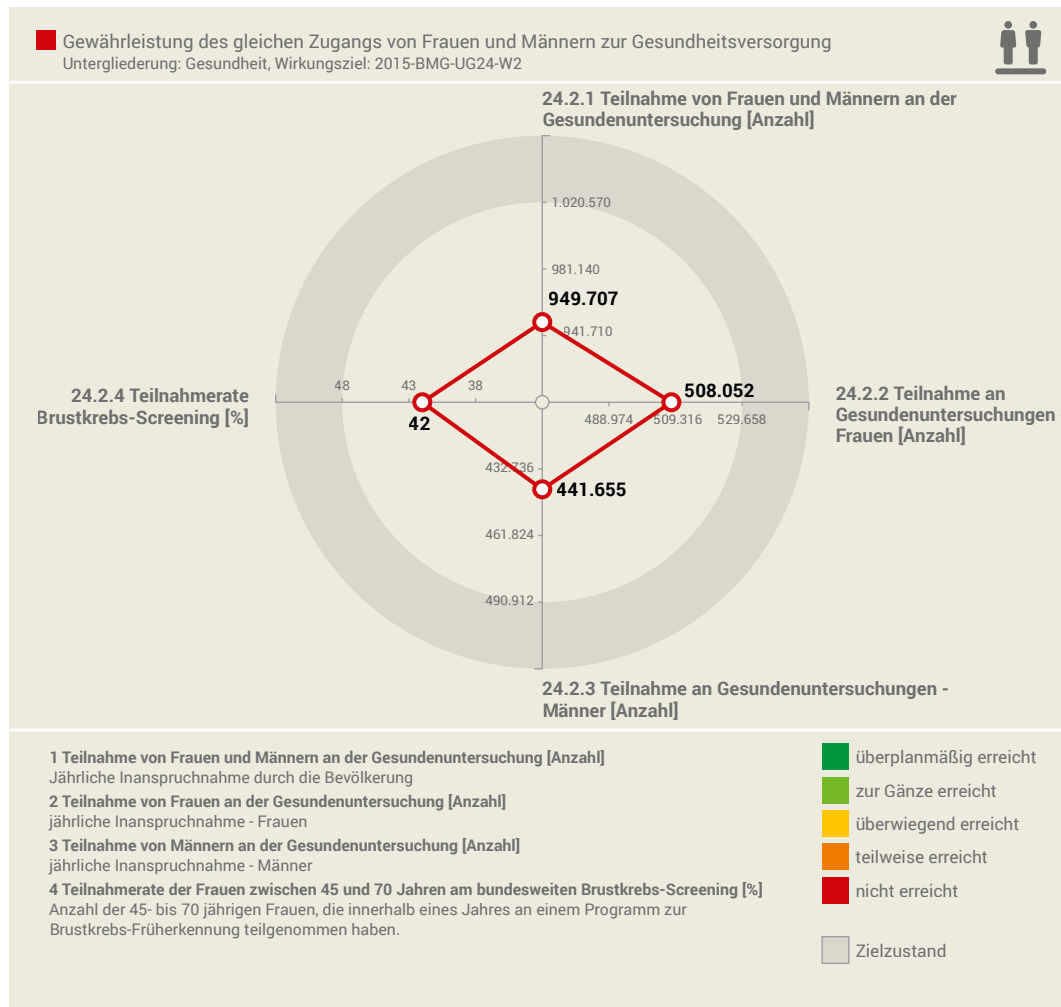 Gewährleistung des gleichen Zugangs von Frauen und Männern zur Gesundheitsversorgung
Untergliederung: Gesundheit, Wirkungsziel: 2015-BMG-UG24-W2
24.2.1 Teilnahme von Frauen und Männern an der
Gesundenuntersuchung [Anzahl]
1.020.570
981.140
949.707
941.710
24.2.4 Teilnahmerate
Brustkrebs-Screening [%]
48
43
38
42
508.052
488.974
509.316
529.658
24.2.2 Teilnahme an
Gesundenuntersuchungen
Frauen [Anzahl]
432.736
441.655
461.824
490.912
24.2.3 Teilnahme an Gesundenuntersuchungen -
Männer [Anzahl]
1 Teilnahme von Frauen und Männern an der Gesundenuntersuchung [Anzahl]
Jährliche Inanspruchnahme durch die Bevölkerung
2 Teilnahme von Frauen an der Gesundenuntersuchung [Anzahl]
jährliche Inanspruchnahme - Frauen
3 Teilnahme von Männern an der Gesundenuntersuchung [Anzahl]
jährliche Inanspruchnahme - Männer
4 Teilnahmerate der Frauen zwischen 45 und 70 Jahren am bundesweiten Brustkrebs-Screening [%]
Anzahl der 45- bis 70 jährigen Frauen, die innerhalb eines Jahres an einem Programm zur
Brustkrebs-Früherkennung teilgenommen haben.
überplanmäßig erreicht
zur Gänze erreicht
überwiegend erreicht
teilweise erreicht
nicht erreicht
Zielzustand